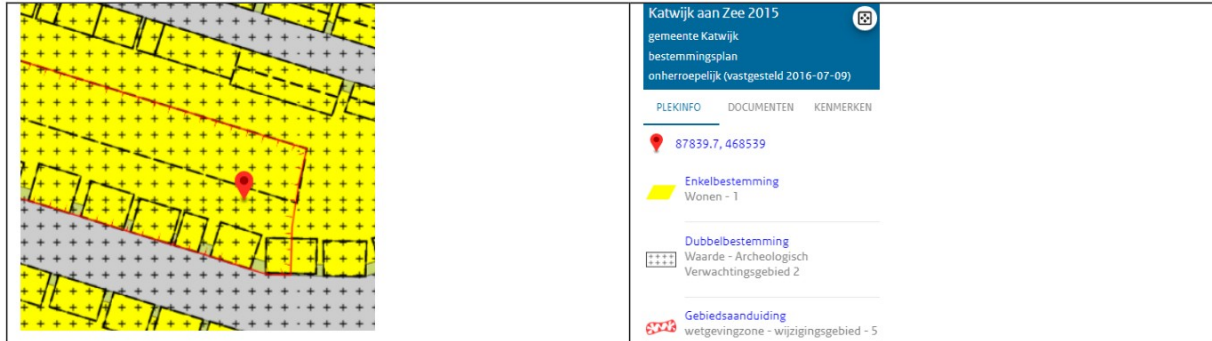 Katwijk aan Zee 2015
gemeente Katwijk
bestemmingsplan
onherroepelijk (vastgesteld 2016-07-09)
PLEKINFO DOCUMENTEN KENMERKEN
87839.7, 468539
Enkelbestemming
Wonen - 1
Dubbelbestemming
Waarde - Archeologisch
Verwachtingsgebied 2
Gebiedsaanduiding
wetgevingzone - wijzigingsgebied - 5